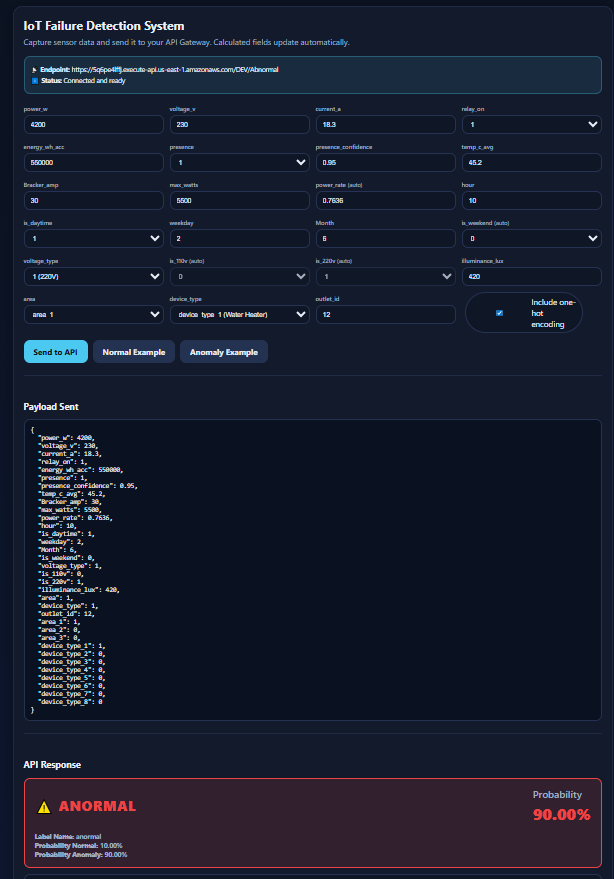 IoT Failure Detection System
Capture sensor data and send it to your API Gateway. Calculated fields update automatically.
Endpoint: https://5q6pe4lffj.execute-api.us-east-1.amazonaws.com/DEV/Abnormal
Status: Connected and ready
power_w voltage_v current_a relay_on
4200 230 18.3 1
energy_wh_acc presence presence_confidence temp_c_avg
550000 1 0.95 45.2
Bracker_amp max_watts power_rate (auto) hour
30 5500 0.7636 10
is_daytime weekday Month is_weekend (auto)
1 2 6 0
voltage_type is_110v (auto) is_220v (auto) illuminance_lux
1 (220V) 0 1 420
area device_type outlet_id
area_1 device_type_1 (Water Heater) 12
Include one-
hot
encoding
Send to API Normal Example Anomaly Example
Payload Sent
{
"power_w": 4200,
"voltage_v": 230,
"current_a": 18.3,
"relay_on": 1,
"energy_wh_acc": 550000,
"presence": 1,
"presence_confidence": 0.95,
"temp_c_avg": 45.2,
"Bracker_amp": 30,
"max_watts": 5500,
"power_rate": 0.7636,
"hour": 10,
"is_daytime": 1,
"weekday": 2,
"Month": 6,
"is_weekend": 0,
"voltage_type": 1,
"is_110v": 0,
"is_220v": 1,
"illuminance_lux": 420,
"area": 1,
"device_type": 1,
"outlet_id": 12,
"area_1": 1,
"area_2": 0,
"area_3": 0,
"device_type_1": 1,
"device_type_2": 0,
"device_type_3": 0,
"device_type_4": 0,
"device_type_5": 0,
"device_type_6": 0,
"device_type_7": 0,
"device_type_8": 0
}
API Response
ANORMAL
Probability
90.00%
Label Name: anormal
Probability Normal: 10.00%
Probability Anomaly: 90.00%